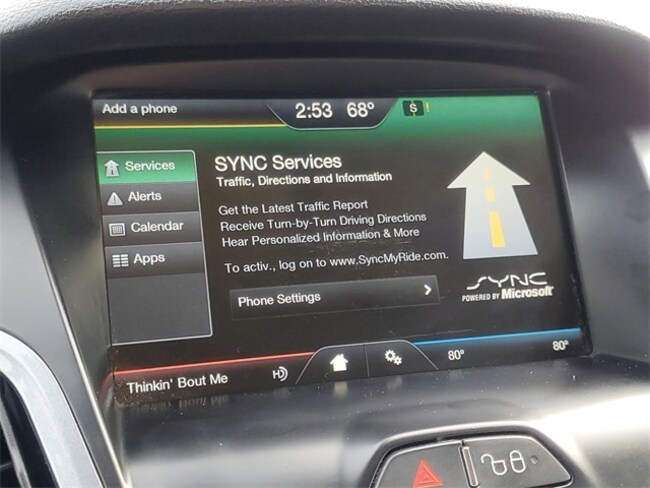 Add a phone
2:53 68°
S !
Services
Alerts
Calendar
Apps
SYNC Services
Traffic, Directions and Information
Get the Latest Traffic Report
Receive Turn-by-Turn Driving Directions
Hear Personalized Information & More
To activ., log on to www.SyncMyRide.com.
Phone Settings
SYNC
POWERED BY Microsoft
Thinkin' Bout Me
HD
80°
80°